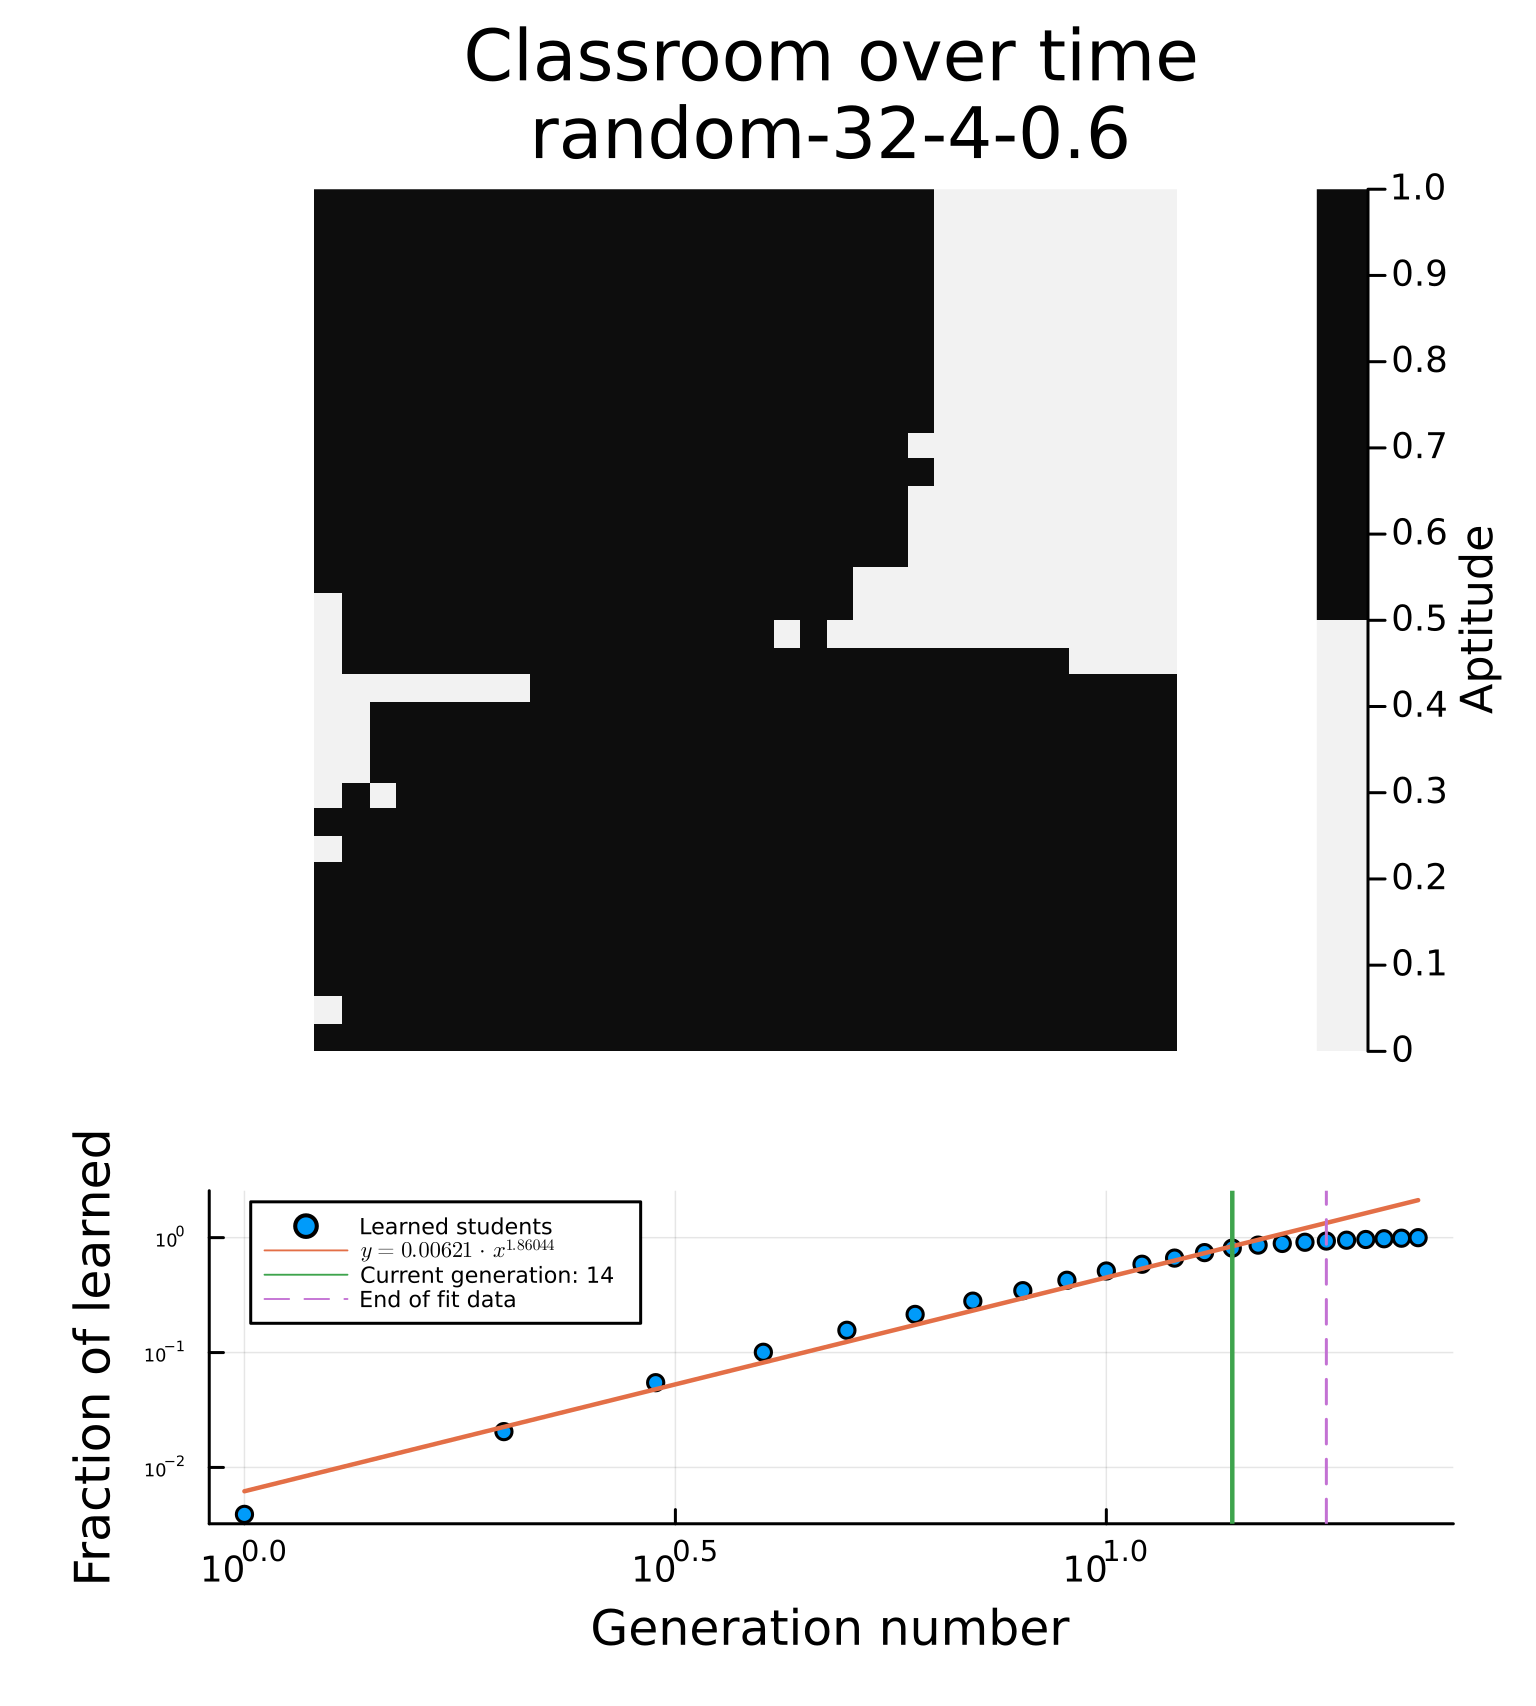 Classroom over time
random-32-4-0.6
1.0
0.9
0.8
0.7
0.6
0.5
0.4
0.3
0.2
0.1
0
Aptitude
Learned students
y = 0.00621 · x^1.86044
Current generation: 14
End of fit data
10^0
10^−1
10^−2
Fraction of learned
10^0.0
10^0.5
10^1.0
Generation number